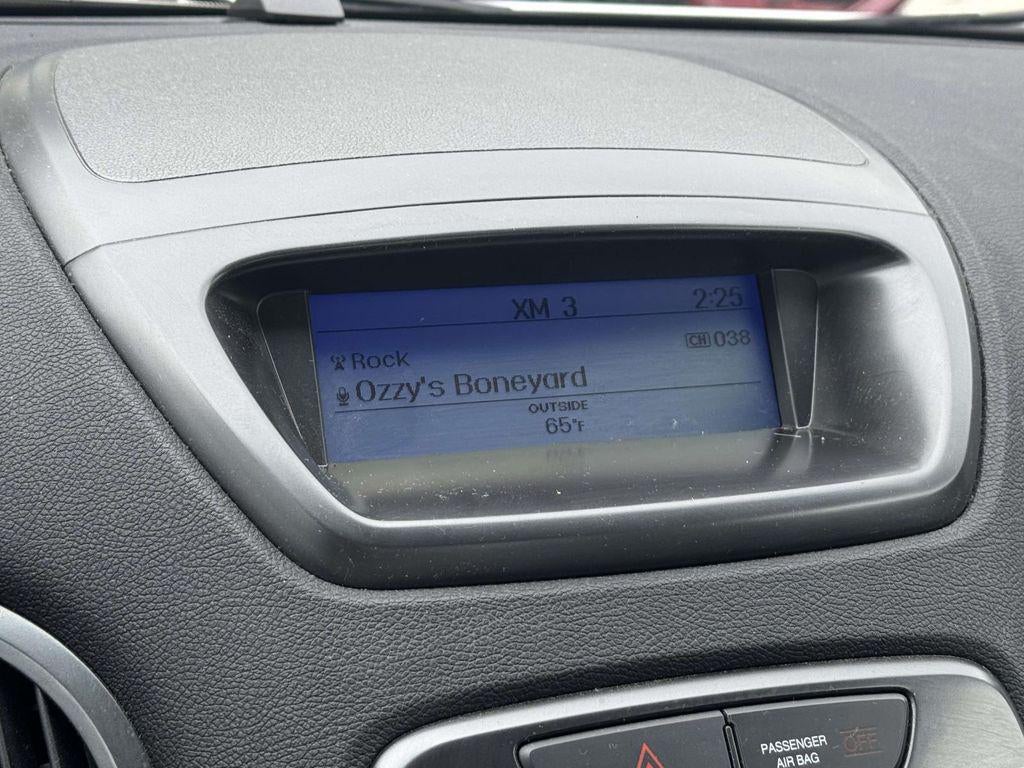 XM 3 2:25
CH 038
Rock
Ozzy's Boneyard
OUTSIDE
65°F
PASSENGER OFF
AIR BAG